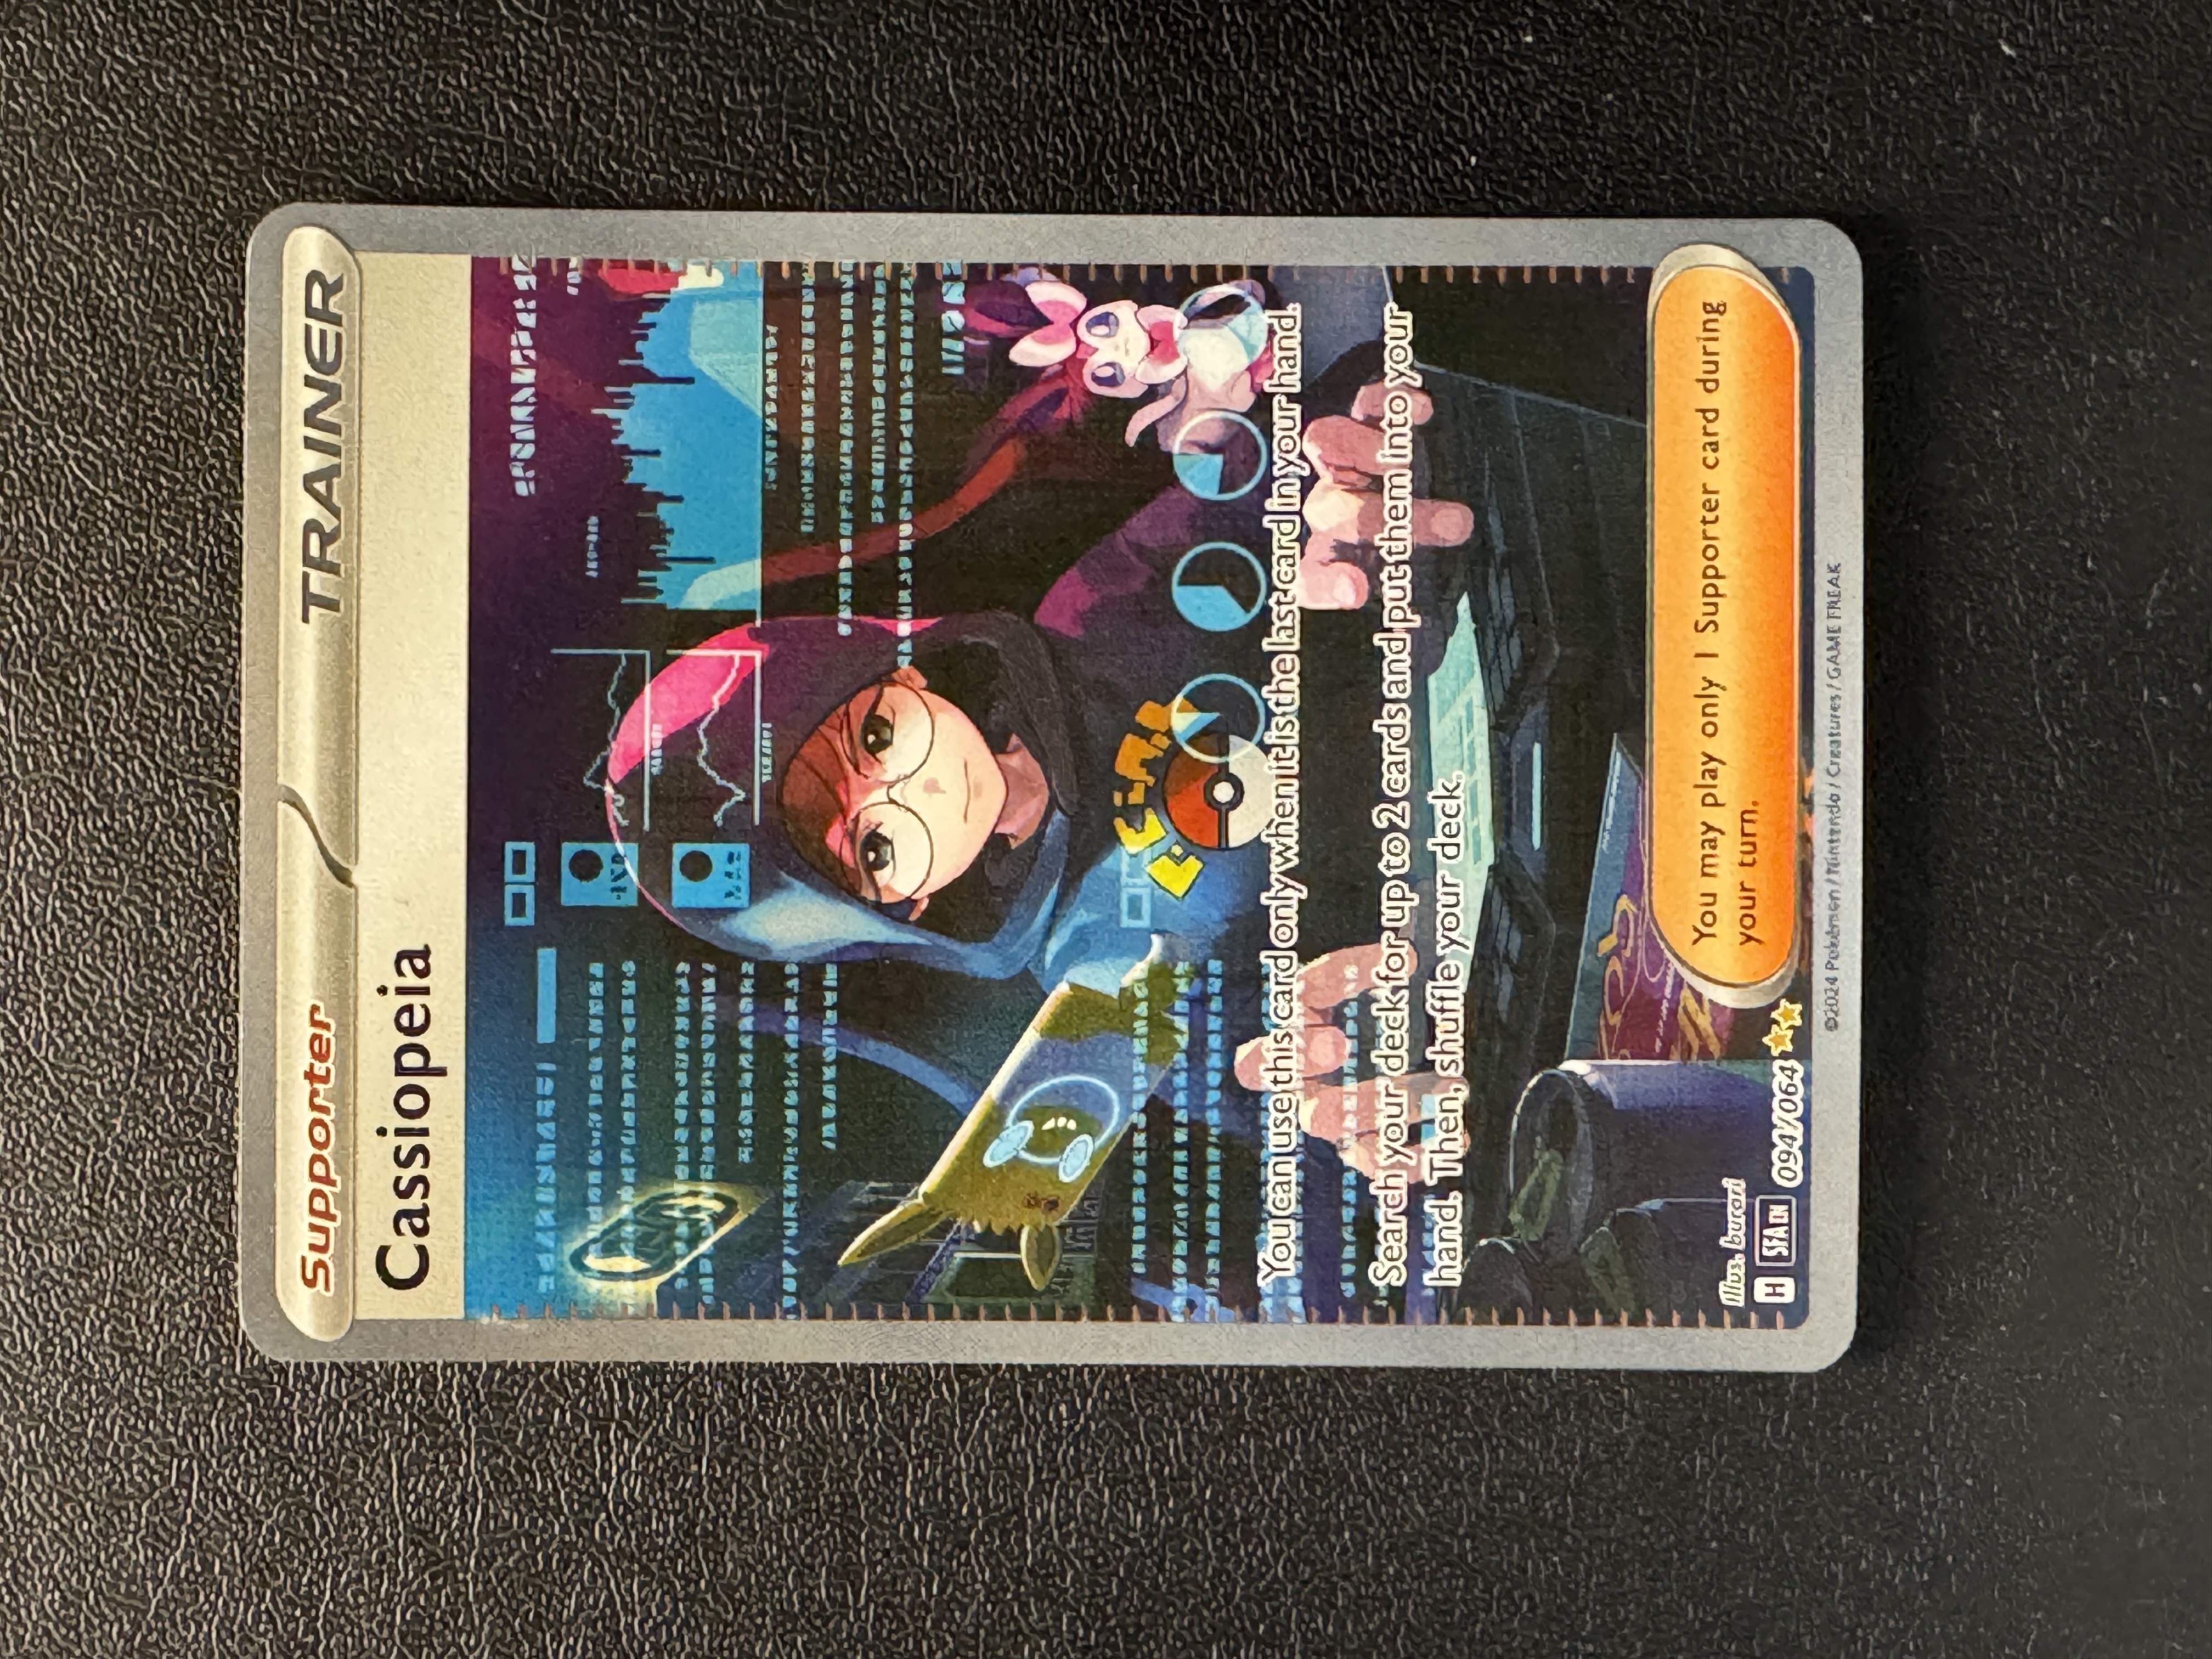 Supporter
TRAINER
Cassiopeia
You can use this card only when it is the last card in your hand.
Search your deck for up to 2 cards and put them into your
hand. Then, shuffle your deck.
You may play only 1 Supporter card during
your turn.
Illus. burari
H
SFA EN
094/064
©2024 Pokémon / Nintendo / Creatures / GAME FREAK